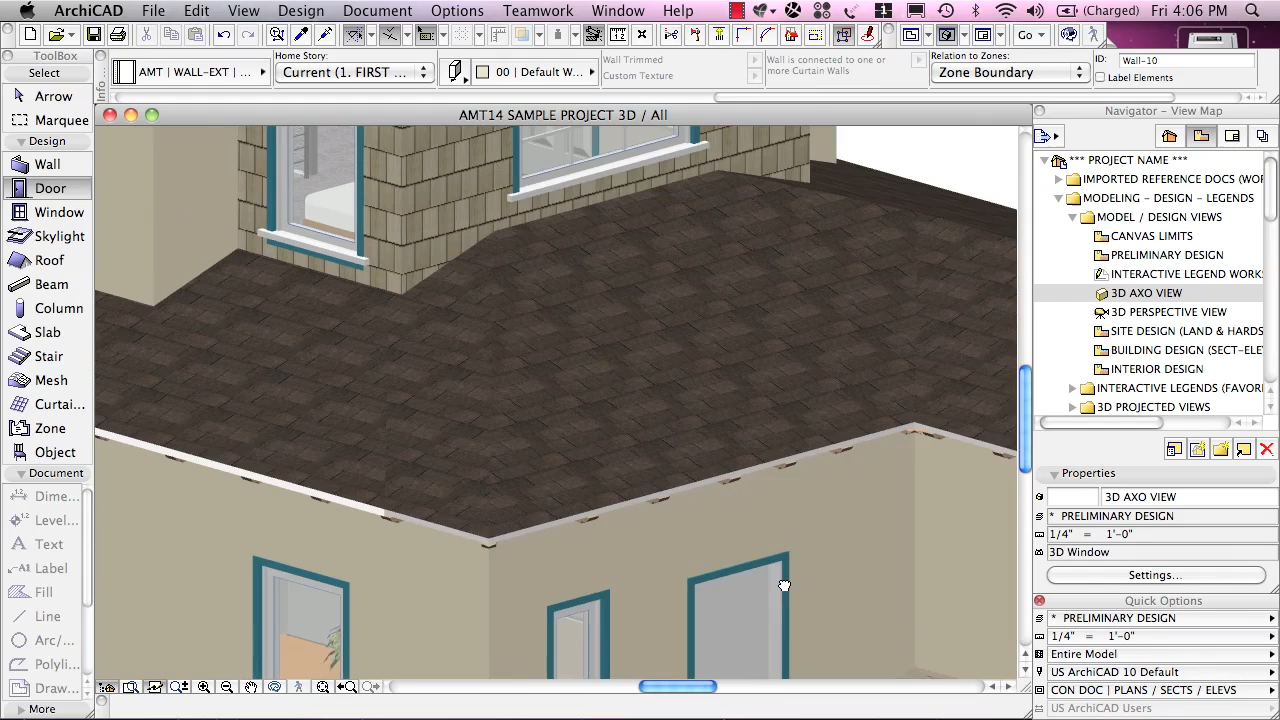 ArchiCAD File Edit View Design Document Options Teamwork Window Help 1 (Charged) Fri 4:06 PM
ToolBox
Select
Arrow
Marquee
Design
Wall
Door
Window
Skylight
Roof
Beam
Column
Slab
Stair
Mesh
Curtai...
Zone
Object
Document
Dime...
Level...
Text
Label
Fill
Line
Arc/...
Polyli...
Draw...
More
Info
AMT | WALL-EXT | ...
Home Story:
Current (1. FIRST ...
00 | Default W...
Wall Trimmed
Custom Texture
Wall is connected to one or
more Curtain Walls
Relation to Zones:
Zone Boundary
ID:
Wall-10
Label Elements
Go
AMT14 SAMPLE PROJECT 3D / All
Navigator - View Map
*** PROJECT NAME ***
IMPORTED REFERENCE DOCS (WOR
MODELING - DESIGN - LEGENDS
MODEL / DESIGN VIEWS
CANVAS LIMITS
PRELIMINARY DESIGN
INTERACTIVE LEGEND WORK
3D AXO VIEW
3D PERSPECTIVE VIEW
SITE DESIGN (LAND & HARDS
BUILDING DESIGN (SECT-ELE
INTERIOR DESIGN
INTERACTIVE LEGENDS (FAVOR
3D PROJECTED VIEWS
Properties
3D AXO VIEW
* PRELIMINARY DESIGN
1/4" = 1'-0"
3D Window
Settings...
Quick Options
* PRELIMINARY DESIGN
1/4" = 1'-0"
Entire Model
US ArchiCAD 10 Default
CON DOC | PLANS / SECTS / ELEVS
US ArchiCAD Users